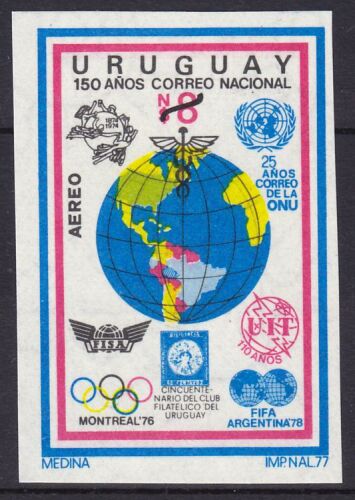 URUGUAY
150 AÑOS CORREO NACIONAL
N 8
1874
1974
25
AÑOS
CORREO
DE LA
ONU
AEREO
FISA
UIT
110 AÑOS
MONTREAL'76
CINCUENTE-
NARIO DEL CLUB
FILATELICO DEL
URUGUAY
FIFA
ARGENTINA'78
MEDINA
IMP.NAL.77